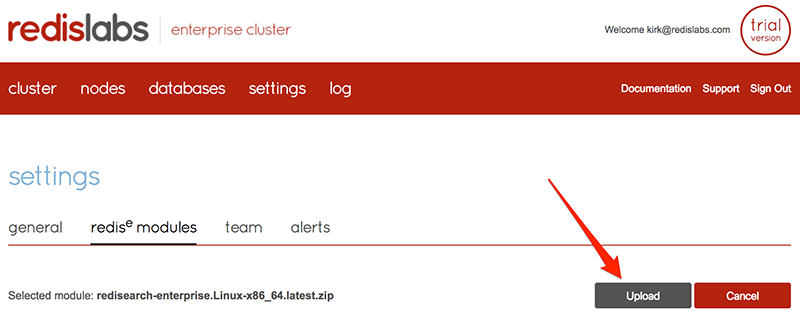 redislabs enterprise cluster
Welcome kirk@redislabs.com
trial
version
cluster nodes databases settings log
Documentation Support Sign Out
settings
general redisᵉ modules team alerts
Selected module: redisearch-enterprise.Linux-x86_64.latest.zip
Upload Cancel